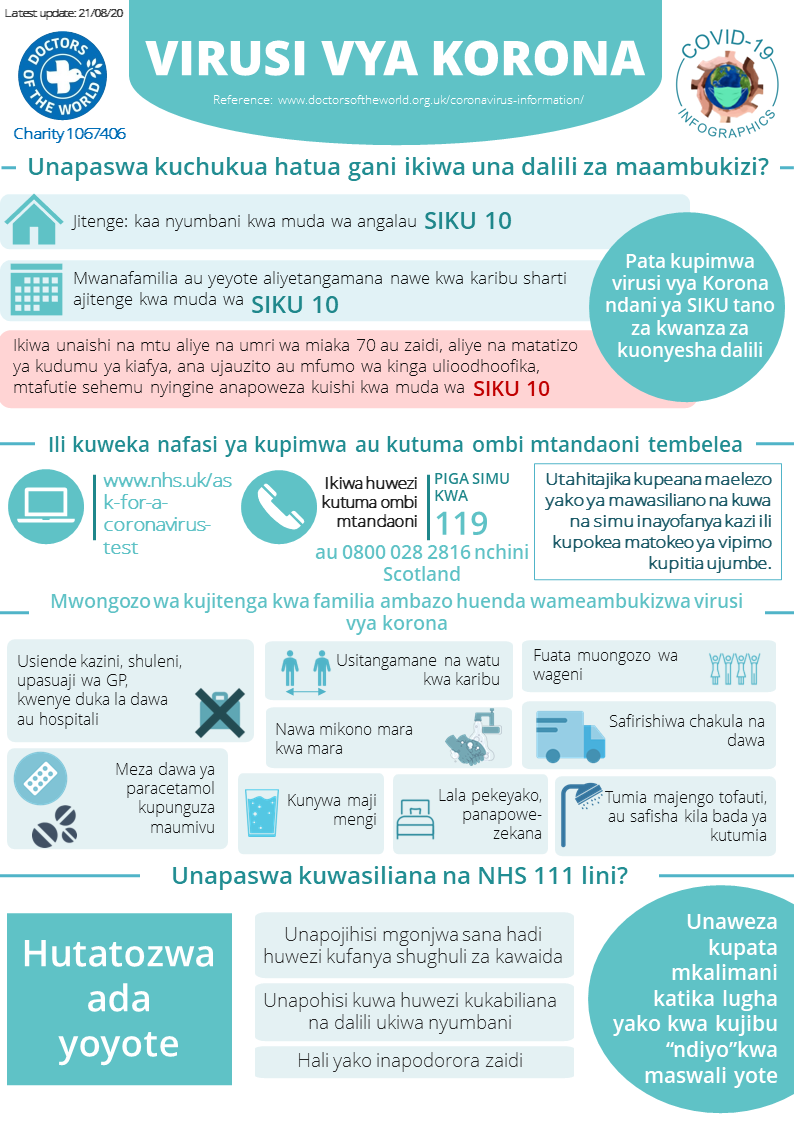 Latest update: 21/08/20
DOCTORS OF THE WORLD
Charity 1067406
VIRUSI VYA KORONA
Reference: www.doctorsoftheworld.org.uk/coronavirus-information/
COVID-19
INFOGRAPHICS
Unapaswa kuchukua hatua gani ikiwa una dalili za maambukizi?
Jitenge: kaa nyumbani kwa muda wa angalau SIKU 10
Mwanafamilia au yeyote aliyetangamana nawe kwa karibu sharti
ajitenge kwa muda wa SIKU 10
Ikiwa unaishi na mtu aliye na umri wa miaka 70 au zaidi, aliye na matatizo
ya kudumu ya kiafya, ana ujauzito au mfumo wa kinga ulioodhoofika,
mtafutie sehemu nyingine anapoweza kuishi kwa muda wa SIKU 10
Pata kupimwa
virusi vya Korona
ndani ya SIKU tano
za kwanza za
kuonyesha dalili
Ili kuweka nafasi ya kupimwa au kutuma ombi mtandaoni tembelea
www.nhs.uk/as
k-for-a-
coronavirus-
test
Ikiwa huwezi
kutuma ombi
mtandaoni
PIGA SIMU
KWA
119
au 0800 028 2816 nchini
Scotland
Utahitajika kupeana maelezo
yako ya mawasiliano na kuwa
na simu inayofanya kazi ili
kupokea matokeo ya vipimo
kupitia ujumbe.
Mwongozo wa kujitenga kwa familia ambazo huenda wameambukizwa virusi
vya korona
Usiende kazini, shuleni,
upasuaji wa GP,
kwenye duka la dawa
au hospitali
Usitangamane na watu
kwa karibu
Fuata muongozo wa
wageni
Nawa mikono mara
kwa mara
Safirishiwa chakula na
dawa
Meza dawa ya
paracetamol
kupunguza
maumivu
Kunywa maji
mengi
Lala pekeyako,
panapowe-
zekana
Tumia majengo tofauti,
au safisha kila bada ya
kutumia
Unapaswa kuwasiliana na NHS 111 lini?
Hutatozwa
ada
yoyote
Unapojihisi mgonjwa sana hadi
huwezi kufanya shughuli za kawaida
Unapohisi kuwa huwezi kukabiliana
na dalili ukiwa nyumbani
Hali yako inapodorora zaidi
Unaweza
kupata
mkalimani
katika lugha
yako kwa kujibu
“ndiyo”kwa
maswali yote